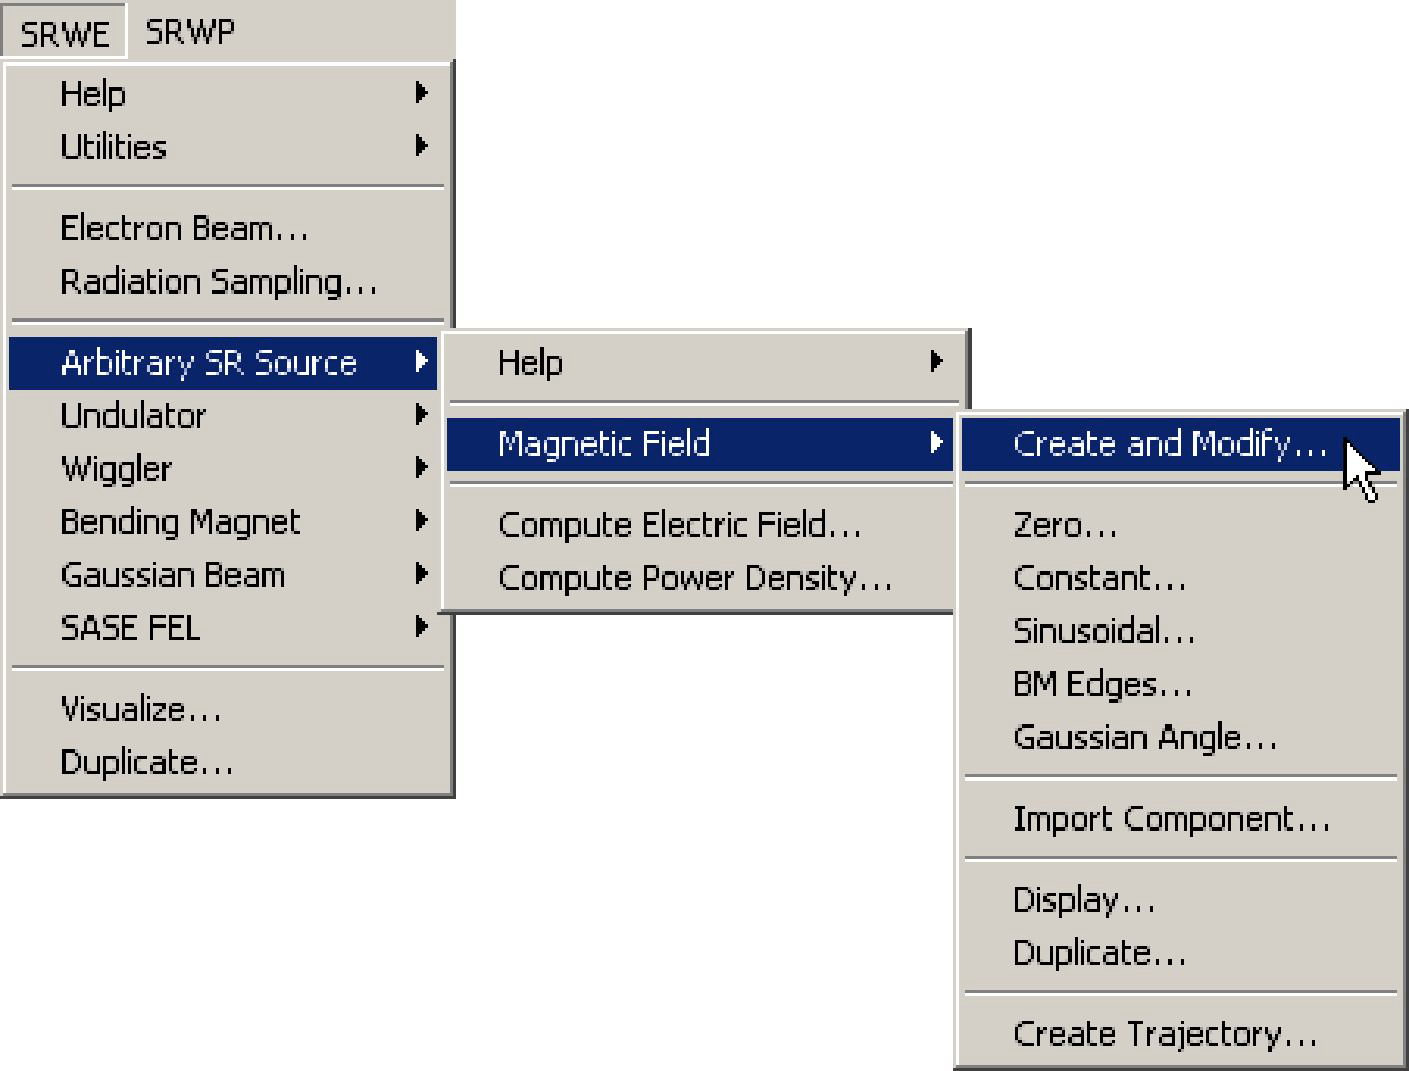 SRWE SRWP
Help
Utilities
Electron Beam...
Radiation Sampling...
Arbitrary SR Source
Undulator
Wiggler
Bending Magnet
Gaussian Beam
SASE FEL
Visualize...
Duplicate...
Help
Magnetic Field
Compute Electric Field...
Compute Power Density...
Create and Modify...
Zero...
Constant...
Sinusoidal...
BM Edges...
Gaussian Angle...
Import Component...
Display...
Duplicate...
Create Trajectory...